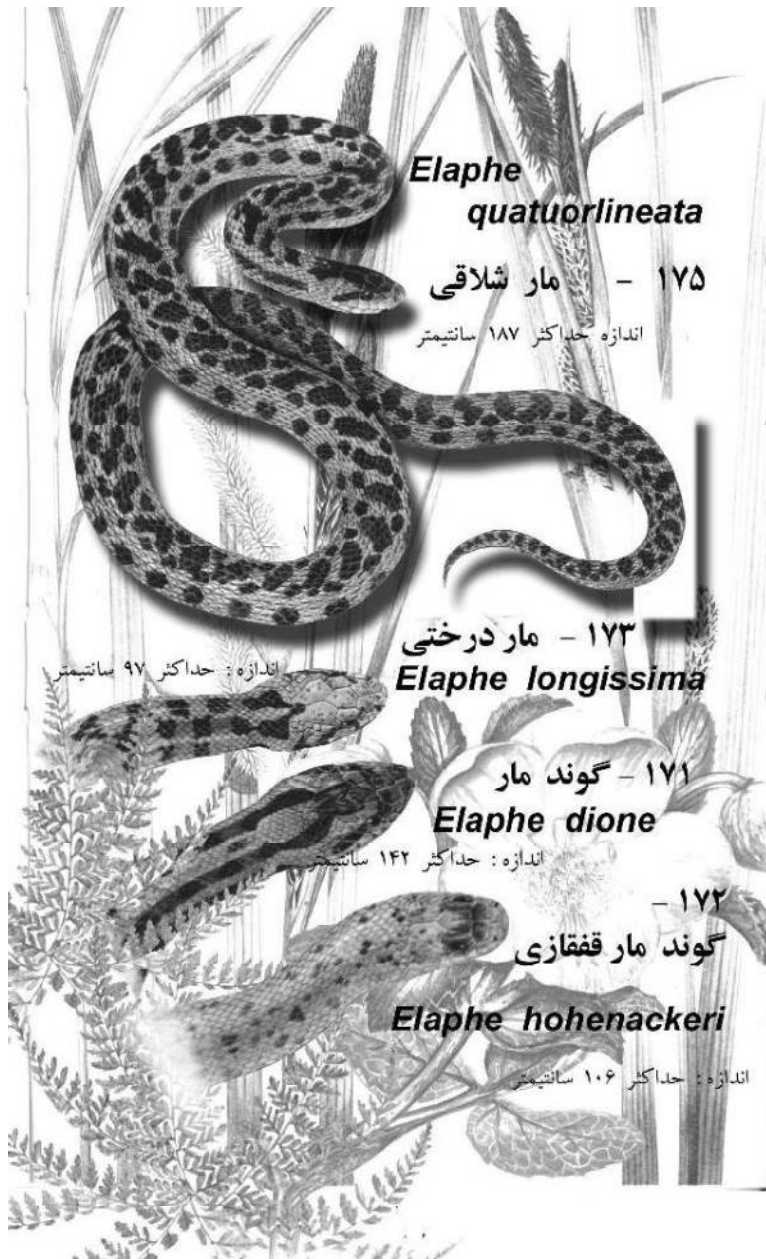 Elaphe
quatuorlineata
۱۷۵ - مار شلاقی
اندازه حداکثر ۱۸۷ سانتیمتر
۱۷۳ - مار درختی
اندازه : حداکثر ۹۷ سانتیمتر
Elaphe longissima
۱۷۱ - گوند مار
Elaphe dione
اندازه : حداکثر ۱۴۲ سانتیمتر
۱۷۲ -
گوند مار قفقازی
Elaphe hohenackeri
اندازه : حداکثر ۱۰۶ سانتیمتر